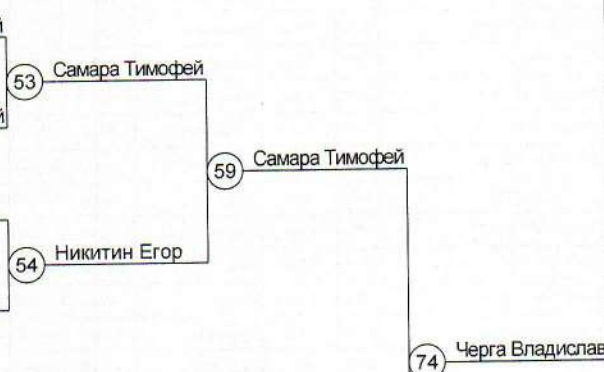 й
53 Самара Тимофей
й
59 Самара Тимофей
54 Никитин Егор
74 Черга Владислав